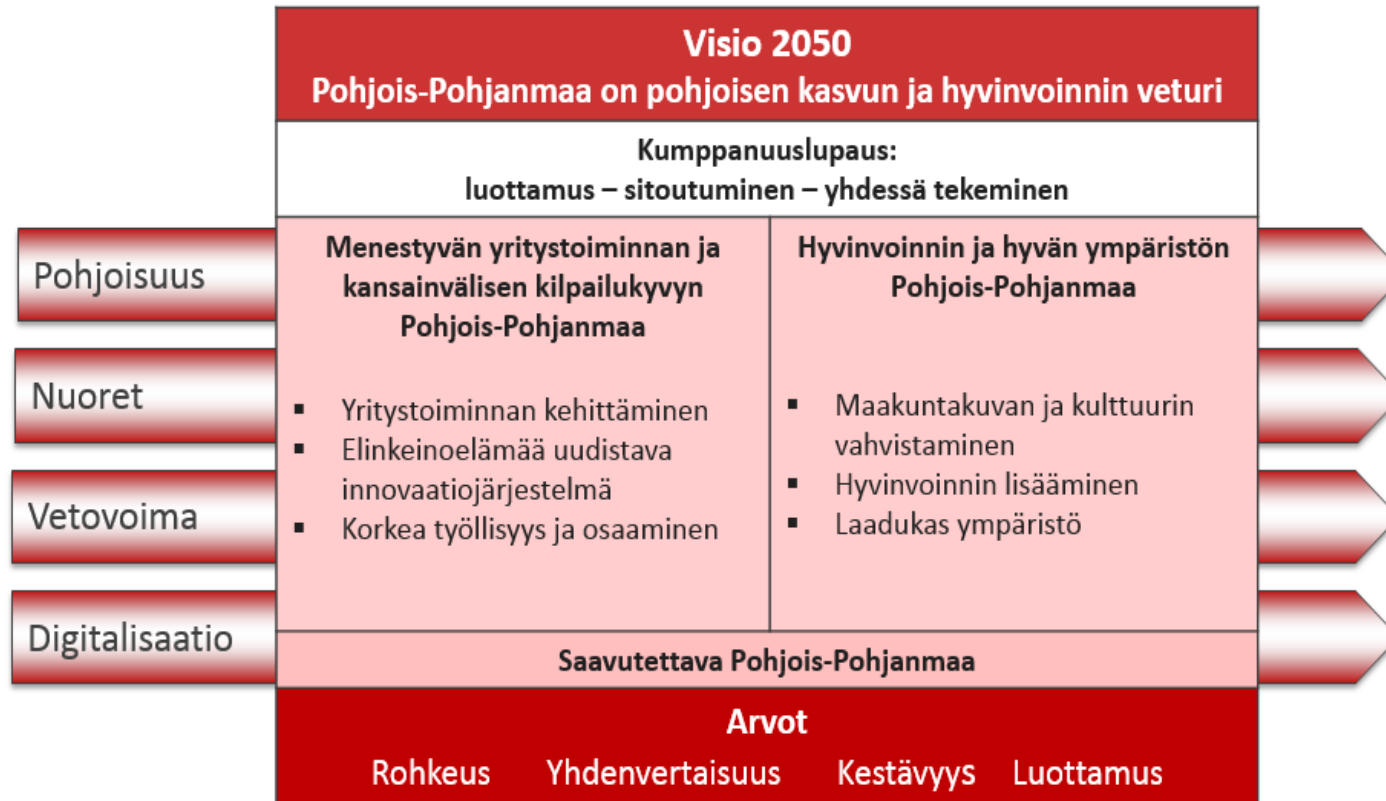 Visio 2050
Pohjois-Pohjanmaa on pohjoisen kasvun ja hyvinvoinnin veturi
Kumppanuuslupaus:
luottamus – sitoutuminen – yhdessä tekeminen
Pohjoisuus
Nuoret
Vetovoima
Digitalisaatio
Menestyvän yritystoiminnan ja
kansainvälisen kilpailukyvyn
Pohjois-Pohjanmaa
▪ Yritystoiminnan kehittäminen
▪ Elinkeinoelämää uudistava
innovaatiojärjestelmä
▪ Korkea työllisyys ja osaaminen
Hyvinvoinnin ja hyvän ympäristön
Pohjois-Pohjanmaa
▪ Maakuntakuvan ja kulttuurin
vahvistaminen
▪ Hyvinvoinnin lisääminen
▪ Laadukas ympäristö
Saavutettava Pohjois-Pohjanmaa
Arvot
Rohkeus Yhdenvertaisuus Kestävyys Luottamus